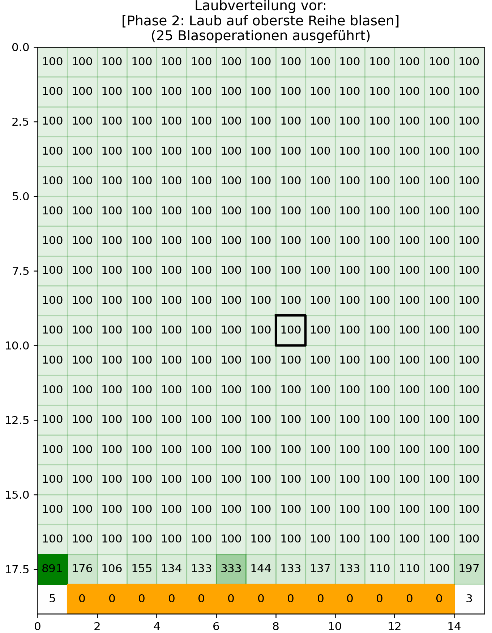 Laubverteilung vor:
[Phase 2: Laub auf oberste Reihe blasen]
(25 Blasoperationen ausgeführt)
0.0
100 100 100 100 100 100 100 100 100 100 100 100 100 100 100
100 100 100 100 100 100 100 100 100 100 100 100 100 100 100
2.5
100 100 100 100 100 100 100 100 100 100 100 100 100 100 100
100 100 100 100 100 100 100 100 100 100 100 100 100 100 100
100 100 100 100 100 100 100 100 100 100 100 100 100 100 100
5.0
100 100 100 100 100 100 100 100 100 100 100 100 100 100 100
100 100 100 100 100 100 100 100 100 100 100 100 100 100 100
7.5
100 100 100 100 100 100 100 100 100 100 100 100 100 100 100
100 100 100 100 100 100 100 100 100 100 100 100 100 100 100
100 100 100 100 100 100 100 100 100 100 100 100 100 100 100
10.0
100 100 100 100 100 100 100 100 100 100 100 100 100 100 100
100 100 100 100 100 100 100 100 100 100 100 100 100 100 100
12.5
100 100 100 100 100 100 100 100 100 100 100 100 100 100 100
100 100 100 100 100 100 100 100 100 100 100 100 100 100 100
100 100 100 100 100 100 100 100 100 100 100 100 100 100 100
15.0
100 100 100 100 100 100 100 100 100 100 100 100 100 100 100
100 100 100 100 100 100 100 100 100 100 100 100 100 100 100
17.5 891 176 106 155 134 133 333 144 133 137 133 110 110 100 197
5 0 0 0 0 0 0 0 0 0 0 0 0 0 3
0 2 4 6 8 10 12 14